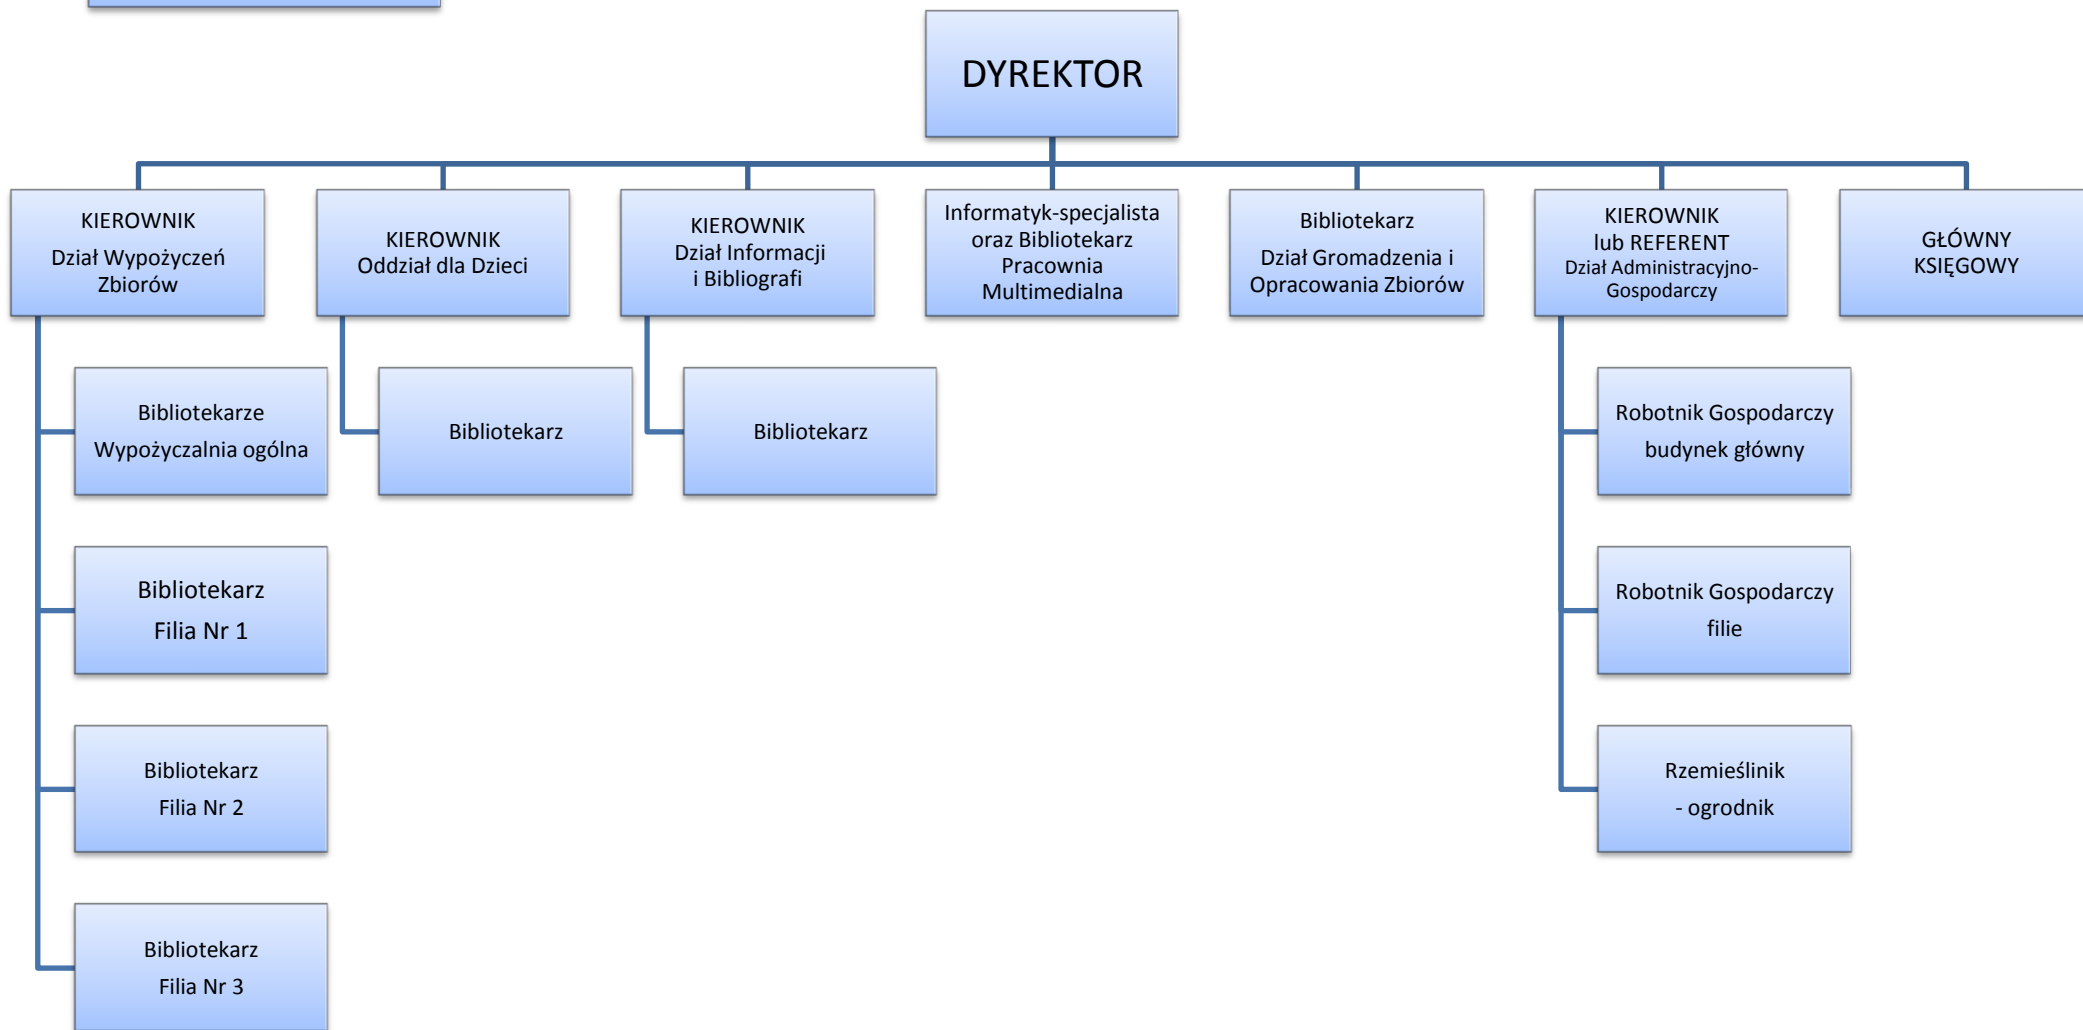 DYREKTOR
KIEROWNIK
Dział Wypożyczeń
Zbiorów
KIEROWNIK
Oddział dla Dzieci
KIEROWNIK
Dział Informacji
i Bibliografi
Informatyk-specjalista
oraz Bibliotekarz
Pracownia
Multimedialna
Bibliotekarz
Dział Gromadzenia i
Opracowania Zbiorów
KIEROWNIK
lub REFERENT
Dział Administracyjno-
Gospodarczy
GŁÓWNY
KSIĘGOWY
Bibliotekarze
Wypożyczalnia ogólna
Bibliotekarz
Bibliotekarz
Robotnik Gospodarczy
budynek główny
Bibliotekarz
Filia Nr 1
Robotnik Gospodarczy
filie
Bibliotekarz
Filia Nr 2
Rzemieślinik
- ogrodnik
Bibliotekarz
Filia Nr 3